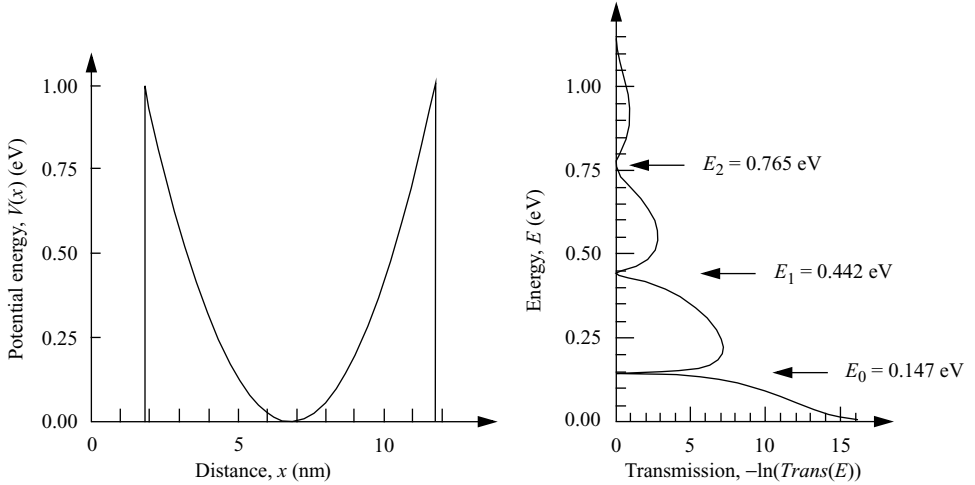 Potential energy, V(x) (eV)
1.00
0.75
0.50
0.25
0.00
0
5
10
Distance, x (nm)
Energy, E (eV)
1.00
0.75
0.50
0.25
0.00
0
5
10
15
Transmission, –ln(Trans(E))
E2 = 0.765 eV
E1 = 0.442 eV
E0 = 0.147 eV